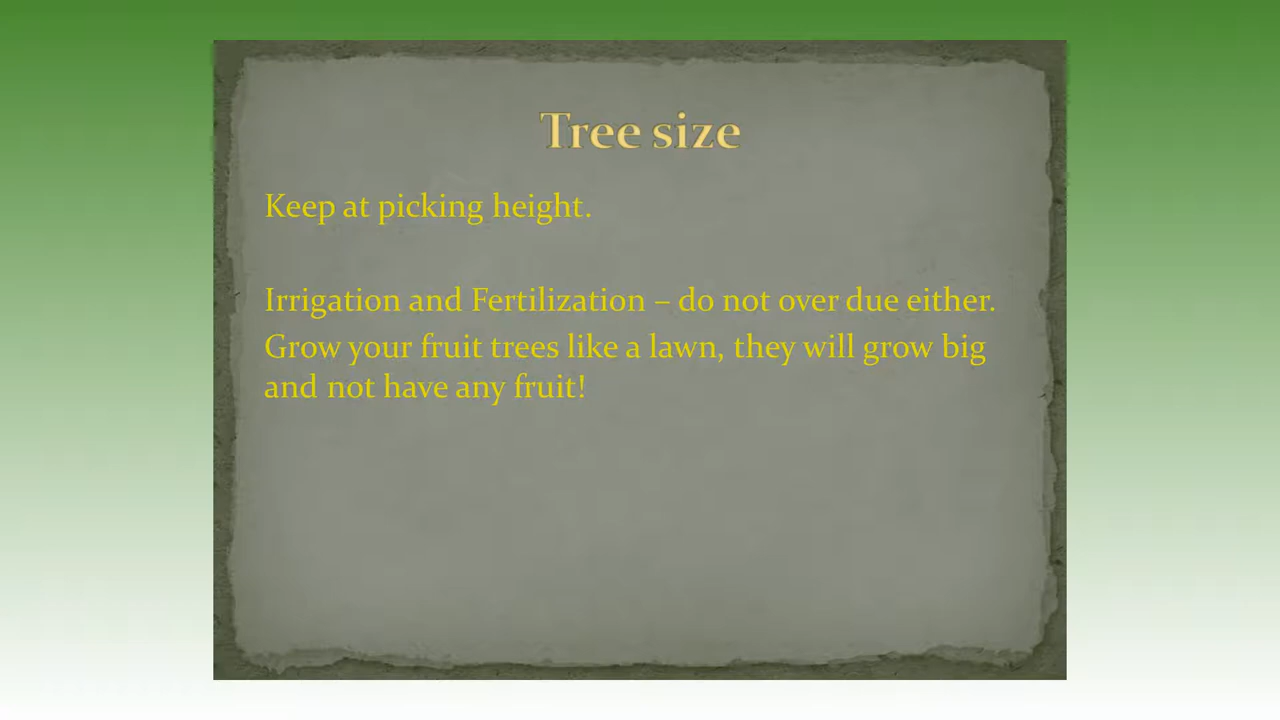 Tree size
Keep at picking height.
Irrigation and Fertilization – do not over due either.
Grow your fruit trees like a lawn, they will grow big
and not have any fruit!